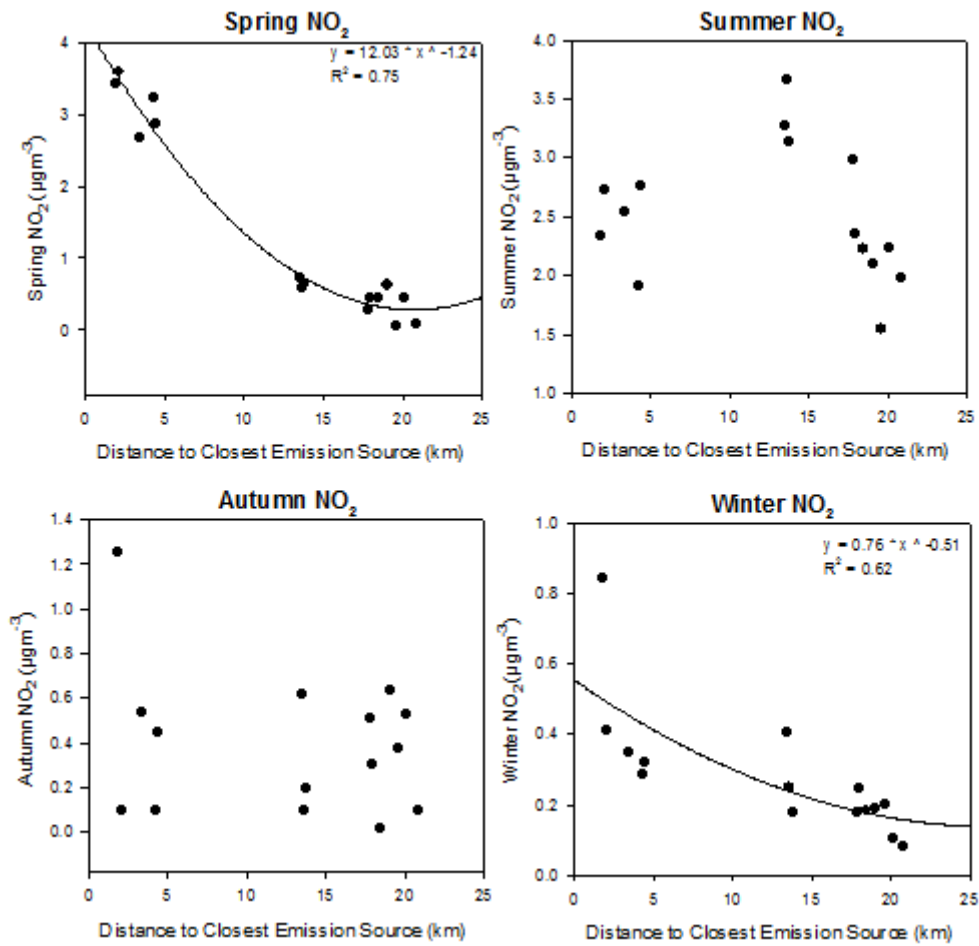 Spring NO₂
y = 12.03 * x ^ -1.24
R² = 0.75
4
3
2
1
0
Spring NO₂ (µgm⁻³)
0 5 10 15 20 25
Distance to Closest Emission Source (km)
Summer NO₂
4.0
3.5
3.0
2.5
2.0
1.5
1.0
Summer NO₂ (µgm⁻³)
0 5 10 15 20 25
Distance to Closest Emission Source (km)
Autumn NO₂
1.4
1.2
1.0
0.8
0.6
0.4
0.2
0.0
Autumn NO₂ (µgm⁻³)
0 5 10 15 20 25
Distance to Closest Emission Source (km)
Winter NO₂
y = 0.76 * x ^ -0.51
R² = 0.62
1.0
0.8
0.6
0.4
0.2
0.0
Winter NO₂(µgm⁻³)
0 5 10 15 20 25
Distance to Closest Emission Source (km)